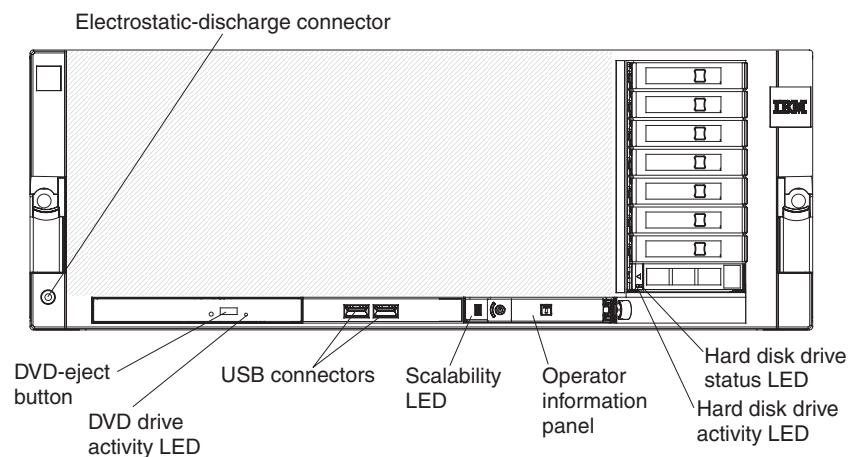 Electrostatic-discharge connector
IBM
DVD-eject
button
DVD drive
activity LED
USB connectors
Scalability
LED
Operator
information
panel
Hard disk drive
status LED
Hard disk drive
activity LED